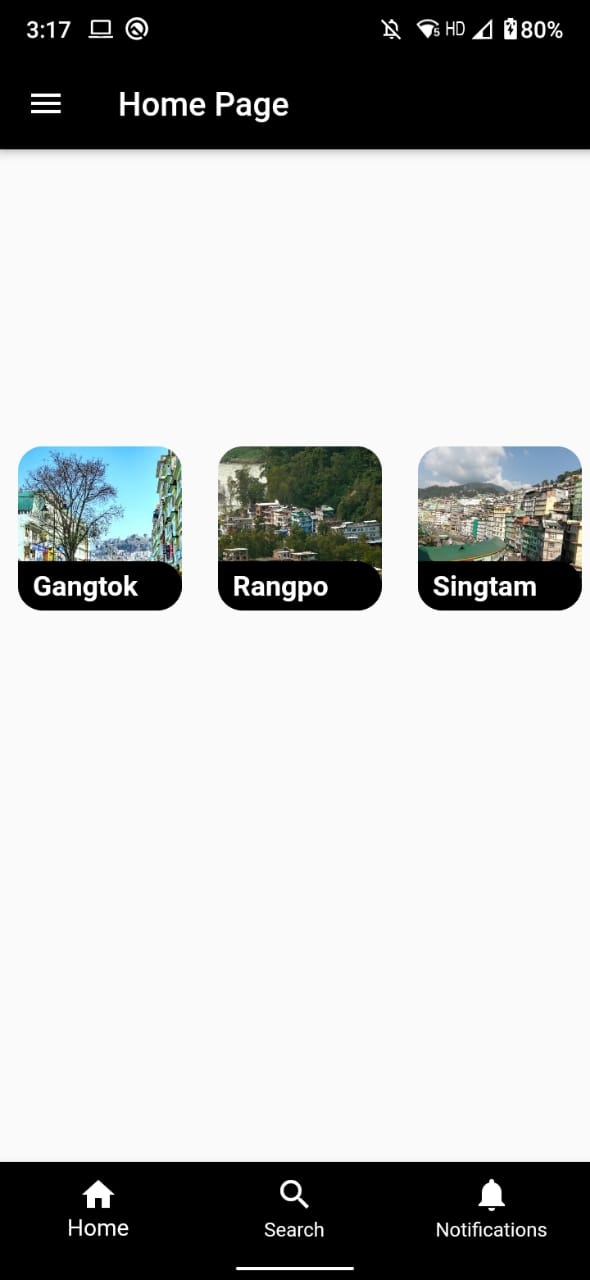 3:17 HD 80%
Home Page
Gangtok Rangpo Singtam
Home Search Notifications